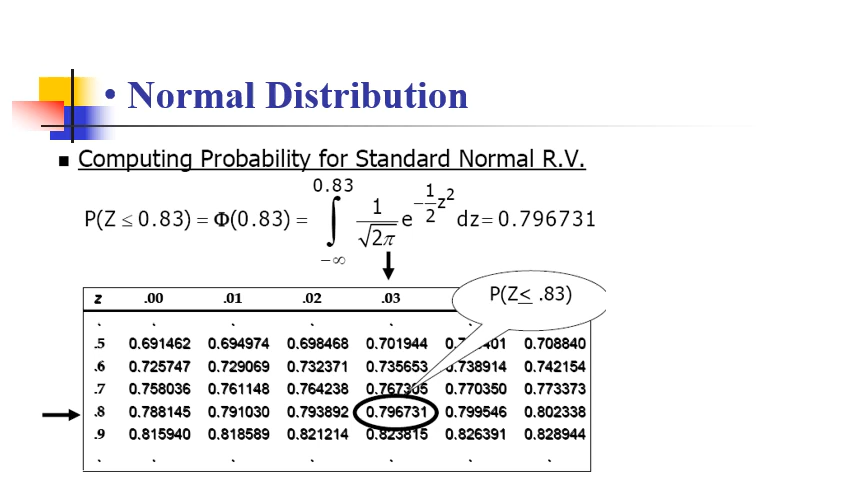 • Normal Distribution
■ Computing Probability for Standard Normal R.V.
P(Z ≤ 0.83) = Φ(0.83) = ∫_{-∞}^{0.83} 1/√(2π) e^{-1/2 z²} dz = 0.796731
P(Z≤ .83)
z .00 .01 .02 .03
. . . . . .
.5 0.691462 0.694974 0.698468 0.701944 0.708840
.6 0.725747 0.729069 0.732371 0.735653 0.738914 0.742154
.7 0.758036 0.761148 0.764238 0.767305 0.770350 0.773373
.8 0.788145 0.791030 0.793892 0.796731 0.799546 0.802338
.9 0.815940 0.818589 0.821214 0.823815 0.826391 0.828944
. . . . . . .